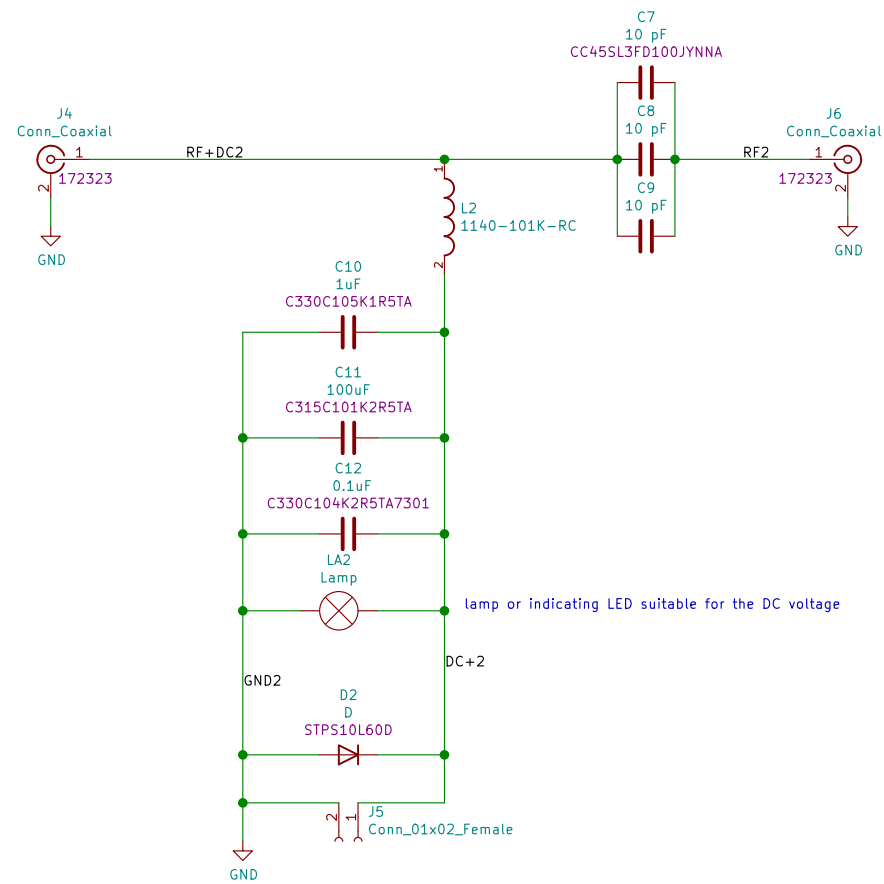 C7
10 pF
CC45SL3FD100JYNNA
J4
Conn_Coaxial
1
172323
2
GND
RF+DC2
C8
10 pF
C9
10 pF
RF2
J6
Conn_Coaxial
1
172323
2
GND
1
L2
1140-101K-RC
2
C10
1uF
C330C105K1R5TA
C11
100uF
C315C101K2R5TA
C12
0.1uF
C330C104K2R5TA7301
LA2
Lamp
lamp or indicating LED suitable for the DC voltage
DC+2
GND2
D2
D
STPS10L60D
J5
Conn_01x02_Female
2
1
GND